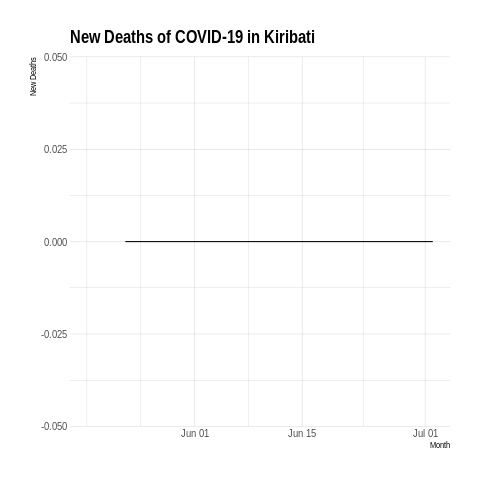 New Deaths of COVID-19 in Kiribati
New Deaths
0.050
0.025
0.000
-0.025
-0.050
Jun 01
Jun 15
Jul 01
Month